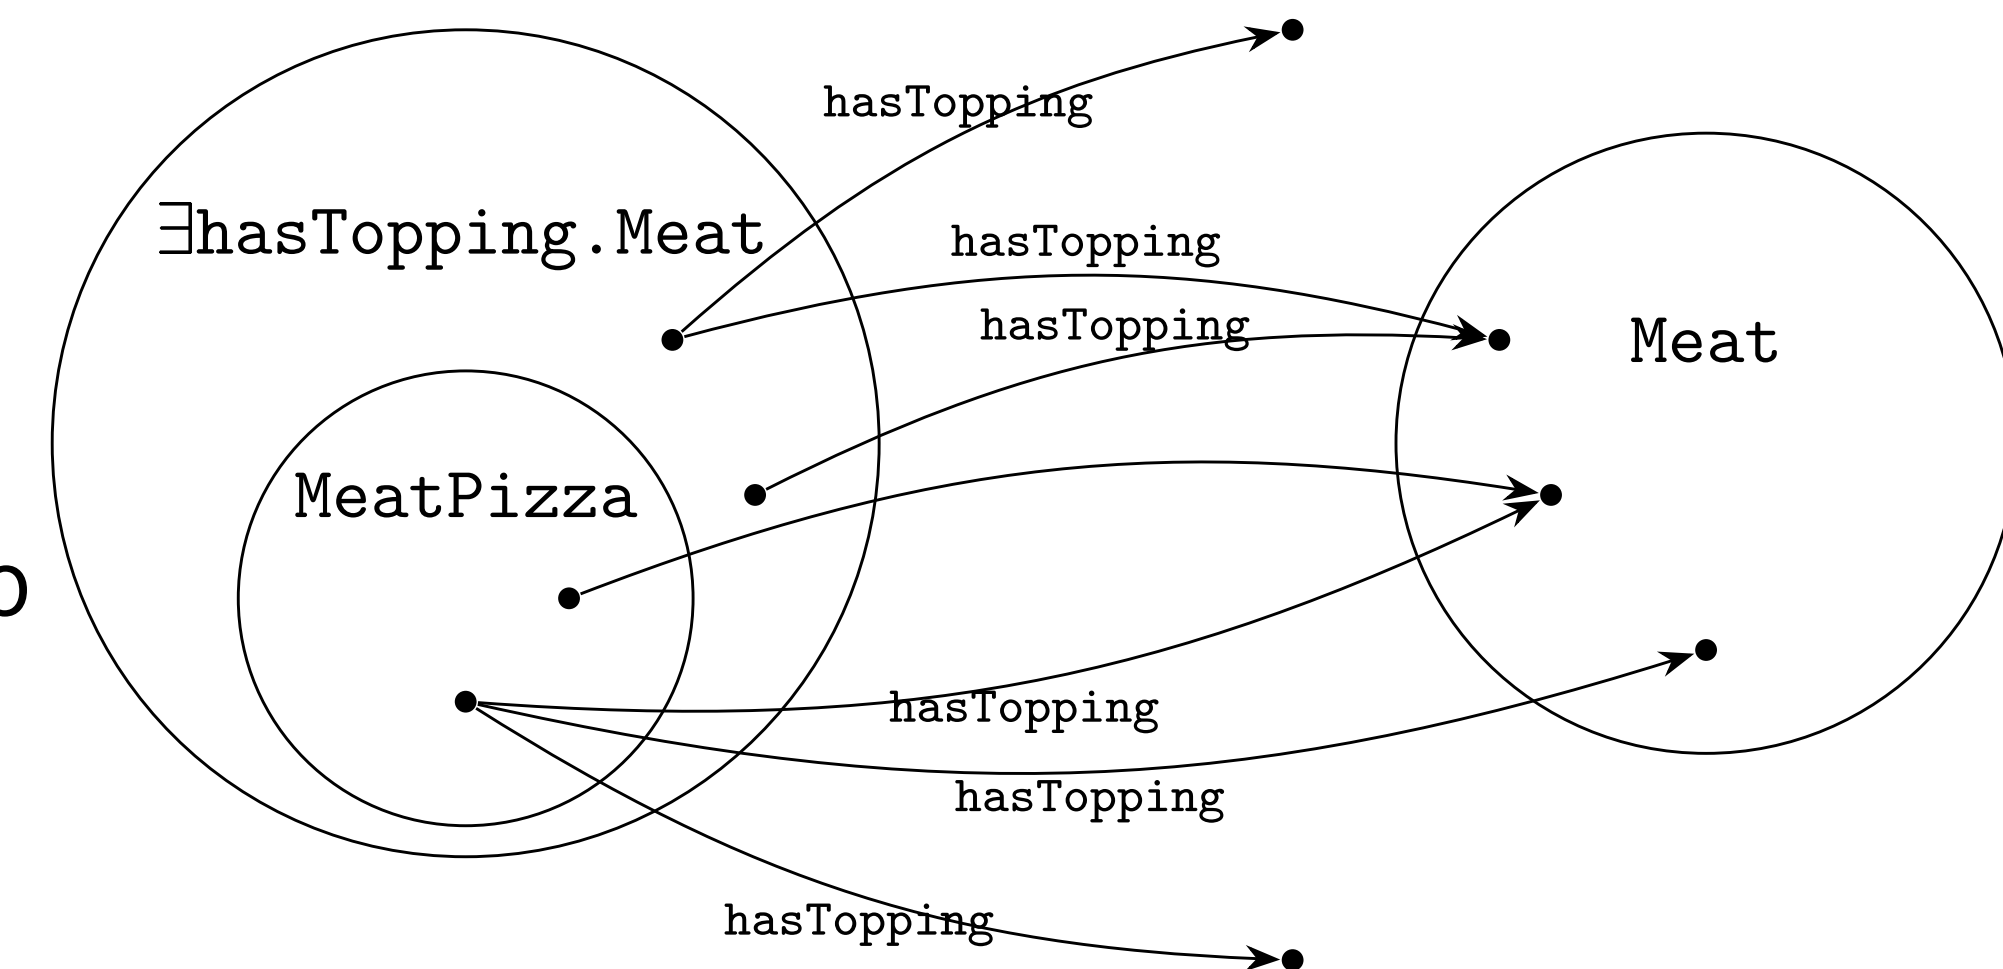 hasTopping
∃hasTopping.Meat
hasTopping
hasTopping
Meat
MeatPizza
hasTopping
hasTopping
hasTopping